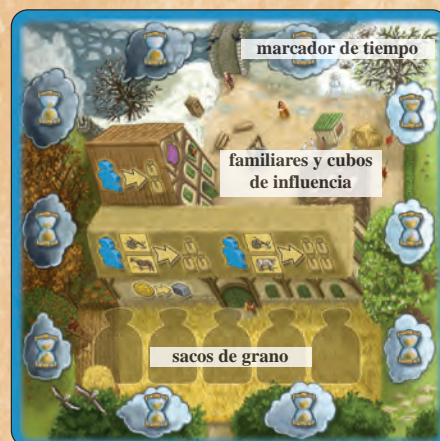 marcador de tiempo
familiares y cubos
de influencia
sacos de grano